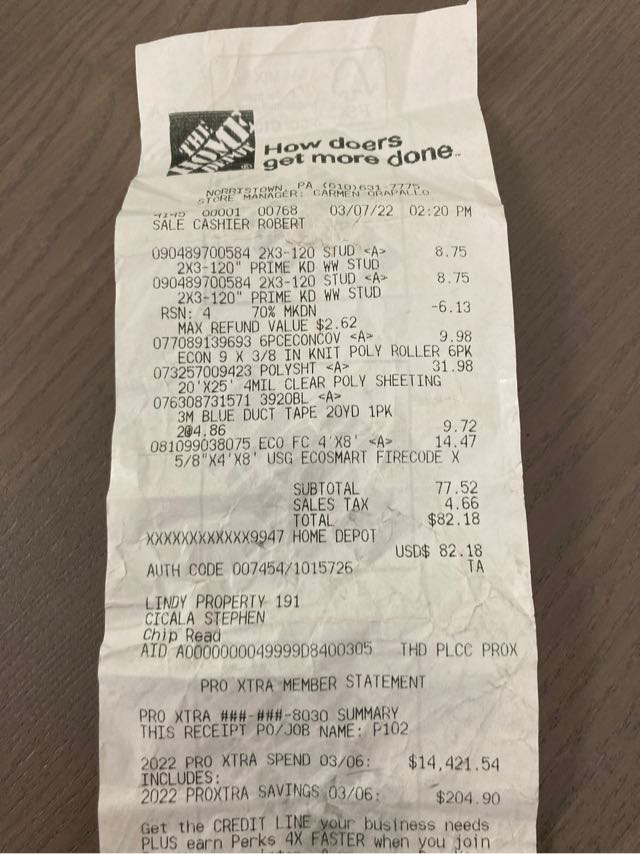 THE
HOME
DEPOT
How doers
get more done™
NORRISTOWN, PA (610)631-7775
STORE MANAGER: CARMEN GRAPALLO
4145 00001 00768 03/07/22 02:20 PM
SALE CASHIER ROBERT
090489700584 2X3-120 STUD <A> 8.75
2X3-120" PRIME KD WW STUD
090489700584 2X3-120 STUD <A> 8.75
2X3-120" PRIME KD WW STUD
RSN: 4 70% MKDN -6.13
MAX REFUND VALUE $2.62
077089139693 6PCECONCOV <A> 9.98
ECON 9 X 3/8 IN KNIT POLY ROLLER 6PK
073257009423 POLYSHT <A> 31.98
20'X25' 4MIL CLEAR POLY SHEETING
076308731571 3920BL <A>
3M BLUE DUCT TAPE 20YD 1PK
2@4.86 9.72
081099038075 ECO FC 4'X8' <A> 14.47
5/8"X4'X8' USG ECOSMART FIRECODE X
SUBTOTAL 77.52
SALES TAX 4.66
TOTAL $82.18
XXXXXXXXXXXX9947 HOME DEPOT
USD$ 82.18
AUTH CODE 007454/1015726 TA
LINDY PROPERTY 191
CICALA STEPHEN
Chip Read
AID A0000000049999D8400305 THD PLCC PROX
PRO XTRA MEMBER STATEMENT
PRO XTRA ###-###-8030 SUMMARY
THIS RECEIPT PO/JOB NAME: P102
2022 PRO XTRA SPEND 03/06: $14,421.54
INCLUDES:
2022 PROXTRA SAVINGS 03/06: $204.90
Get the CREDIT LINE your business needs
PLUS earn Perks 4X FASTER when you join